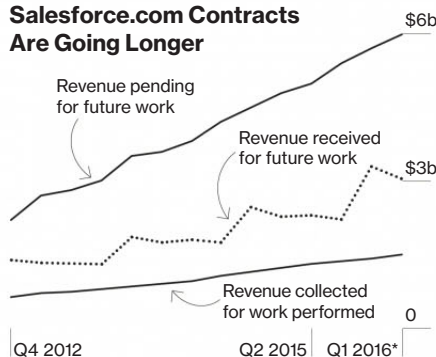 Salesforce.com Contracts
Are Going Longer
$6b
Revenue pending
for future work
Revenue received
for future work
$3b
Revenue collected
for work performed
0
Q4 2012
Q2 2015
Q1 2016*